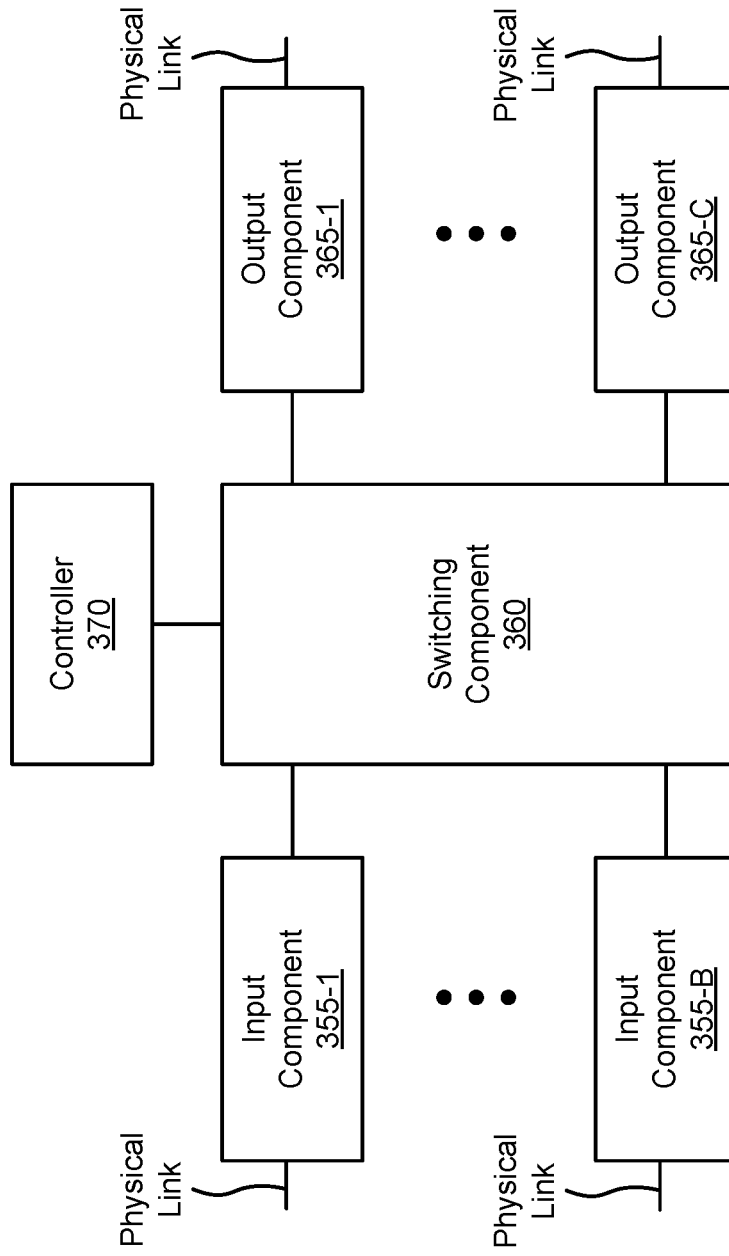 Controller
370
Physical
Link
Input
Component
355-1
Switching
Component
360
Output
Component
365-1
Physical
Link
Physical
Link
Input
Component
355-B
Output
Component
365-C
Physical
Link